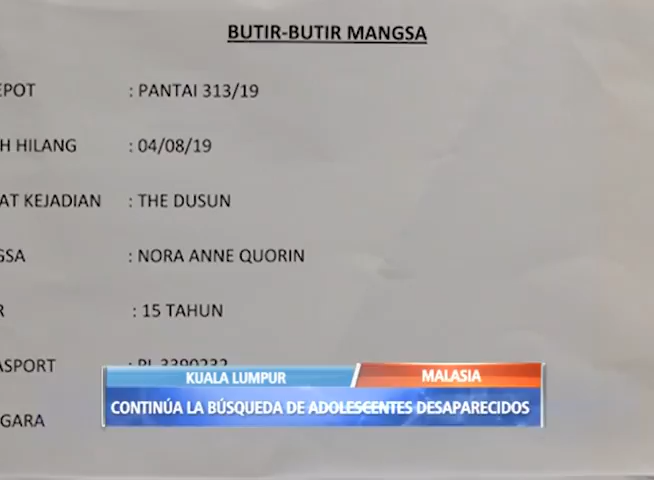 BUTIR-BUTIR MANGSA
EPOT : PANTAI 313/19
H HILANG : 04/08/19
AT KEJADIAN : THE DUSUN
GSA : NORA ANNE QUORIN
R : 15 TAHUN
ASPORT
KUALA LUMPUR MALASIA
CONTINÚA LA BÚSQUEDA DE ADOLESCENTES DESAPARECIDOS
GARA